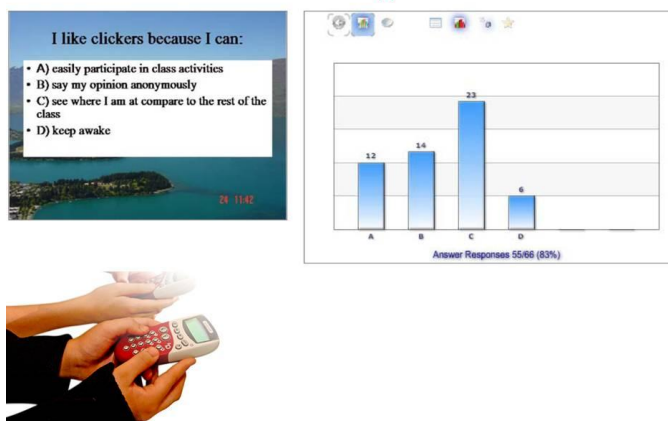 I like clickers because I can:
• A) easily participate in class activities
• B) say my opinion anonymously
• C) see where I am at compare to the rest of the
class
• D) keep awake
24 11:42
23
14
12
6
A B C D
Answer Responses 55/66 (83%)